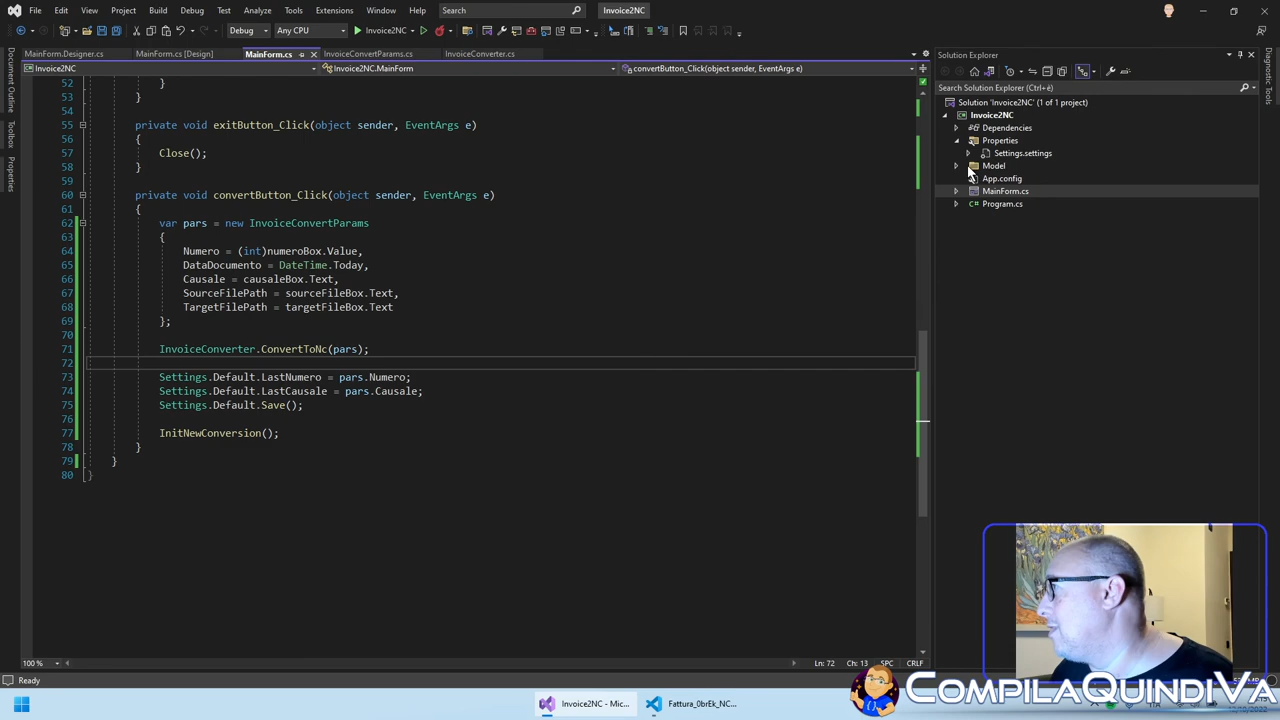 File Edit View Git Project Build Debug Test Analyze Tools Extensions Window Help Search Invoice2NC
Debug Any CPU Invoice2NC
MainForm.Designer.cs MainForm.cs [Design] MainForm.cs InvoiceConvertParams.cs InvoiceConverter.cs
Invoice2NC Invoice2NC.MainForm convertButton_Click(object sender, EventArgs e)
52 }
53 }
54
55 private void exitButton_Click(object sender, EventArgs e)
56 {
57 Close();
58 }
59
60 private void convertButton_Click(object sender, EventArgs e)
61 {
62 var pars = new InvoiceConvertParams
63 {
64 Numero = (int)numeroBox.Value,
65 DataDocumento = DateTime.Today,
66 Causale = causaleBox.Text,
67 SourceFilePath = sourceFileBox.Text,
68 TargetFilePath = targetFileBox.Text
69 };
70
71 InvoiceConverter.ConvertToNc(pars);
72
73 Settings.Default.LastNumero = pars.Numero;
74 Settings.Default.LastCausale = pars.Causale;
75 Settings.Default.Save();
76
77 InitNewConversion();
78 }
79 }
80 }
100 % Ln: 72 Ch: 13 SPC CRLF
Ready
Document Outline
Toolbox
Properties
Solution Explorer
Search Solution Explorer (Ctrl+è)
Solution 'Invoice2NC' (1 of 1 project)
Invoice2NC
Dependencies
Properties
Settings.settings
Model
App.config
MainForm.cs
C# Program.cs
Diagnostic Tools
Invoice2NC - Mic...
Fattura_0brEk_NC...
COMPILAQUINDIVA